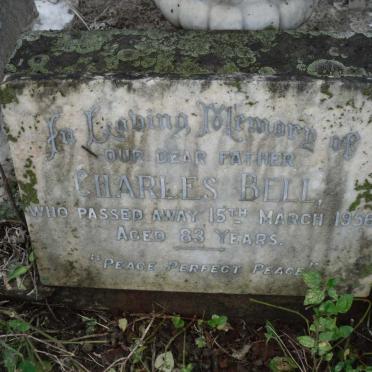 In Loving Memory of
OUR DEAR FATHER
CHARLES BELL,
WHO PASSED AWAY 15TH MARCH 1956
AGED 83 YEARS.
"PEACE PERFECT PEACE"